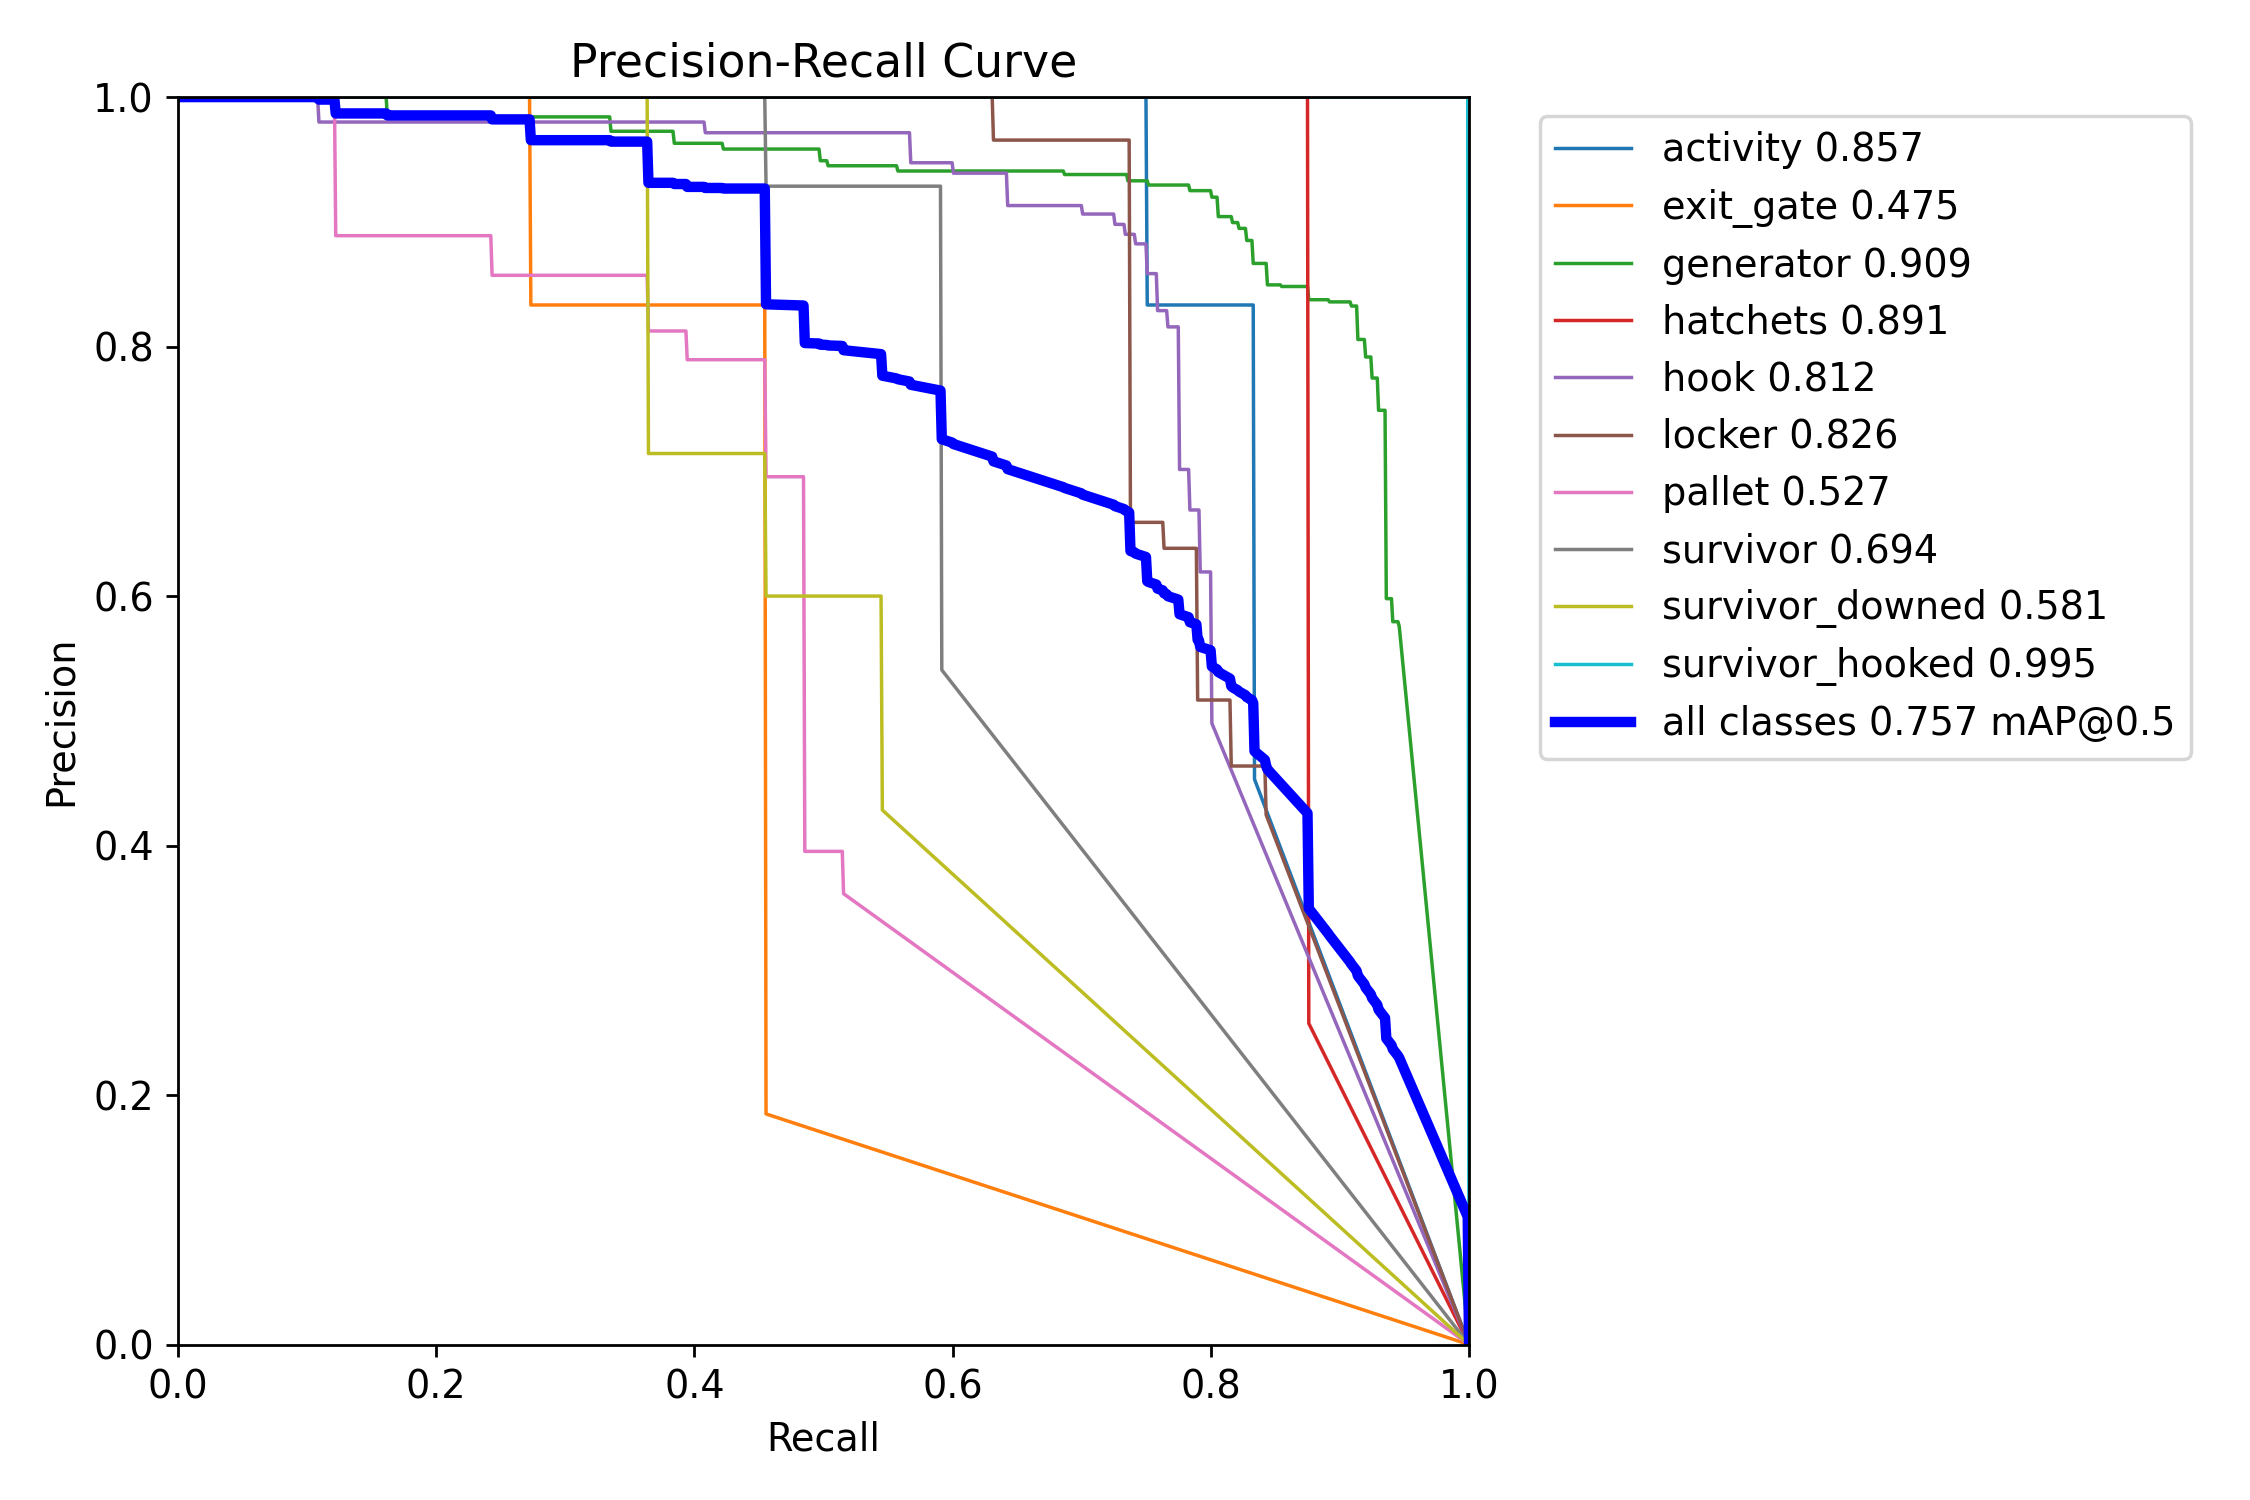 Precision-Recall Curve
1.0
0.8
0.6
0.4
0.2
0.0
Precision
0.0 0.2 0.4 0.6 0.8 1.0
Recall
activity 0.857
exit_gate 0.475
generator 0.909
hatchets 0.891
hook 0.812
locker 0.826
pallet 0.527
survivor 0.694
survivor_downed 0.581
survivor_hooked 0.995
all classes 0.757 mAP@0.5